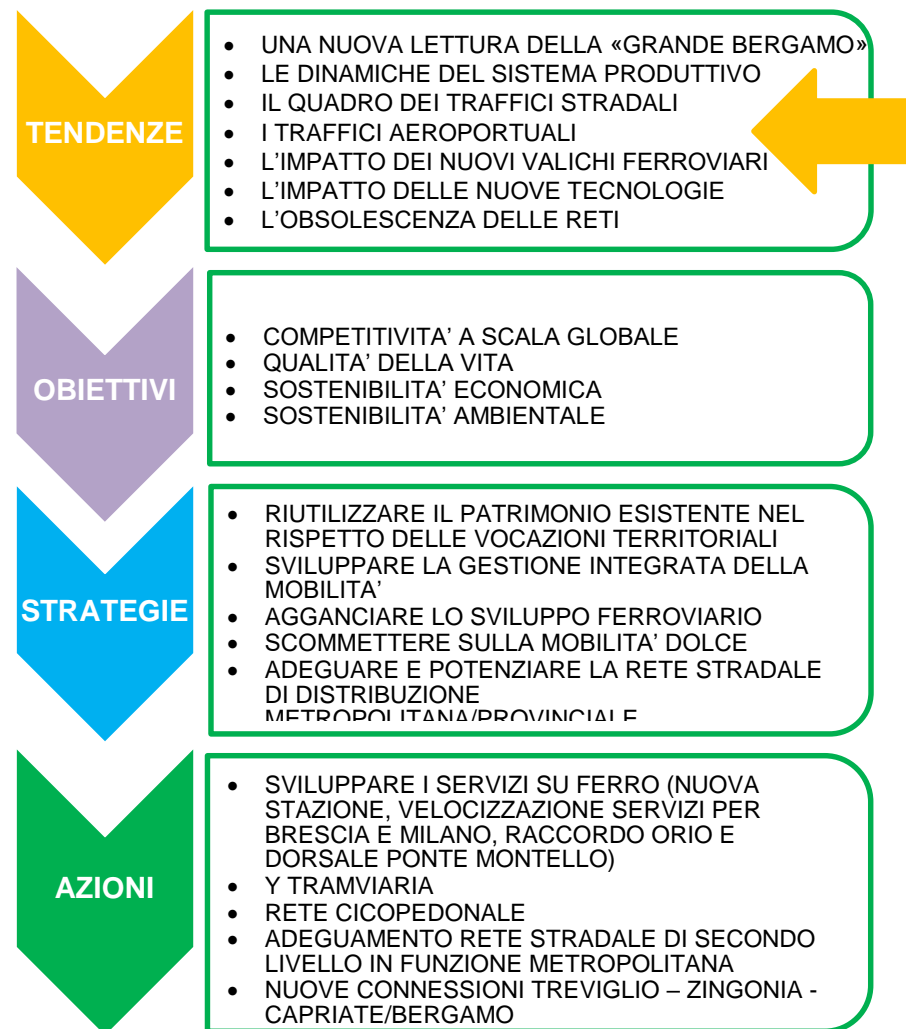 TENDENZE
• UNA NUOVA LETTURA DELLA «GRANDE BERGAMO»
• LE DINAMICHE DEL SISTEMA PRODUTTIVO
• IL QUADRO DEI TRAFFICI STRADALI
• I TRAFFICI AEROPORTUALI
• L'IMPATTO DEI NUOVI VALICHI FERROVIARI
• L'IMPATTO DELLE NUOVE TECNOLOGIE
• L'OBSOLESCENZA DELLE RETI
OBIETTIVI
• COMPETITIVITA' A SCALA GLOBALE
• QUALITA' DELLA VITA
• SOSTENIBILITA' ECONOMICA
• SOSTENIBILITA' AMBIENTALE
STRATEGIE
• RIUTILIZZARE IL PATRIMONIO ESISTENTE NEL
RISPETTO DELLE VOCAZIONI TERRITORIALI
• SVILUPPARE LA GESTIONE INTEGRATA DELLA
MOBILITA'
• AGGANCIARE LO SVILUPPO FERROVIARIO
• SCOMMETTERE SULLA MOBILITA' DOLCE
• ADEGUARE E POTENZIARE LA RETE STRADALE
DI DISTRIBUZIONE
METROPOLITANA/PROVINCIALE
AZIONI
• SVILUPPARE I SERVIZI SU FERRO (NUOVA
STAZIONE, VELOCIZZAZIONE SERVIZI PER
BRESCIA E MILANO, RACCORDO ORIO E
DORSALE PONTE MONTELLO)
• Y TRAMVIARIA
• RETE CICOPEDONALE
• ADEGUAMENTO RETE STRADALE DI SECONDO
LIVELLO IN FUNZIONE METROPOLITANA
• NUOVE CONNESSIONI TREVIGLIO – ZINGONIA -
CAPRIATE/BERGAMO